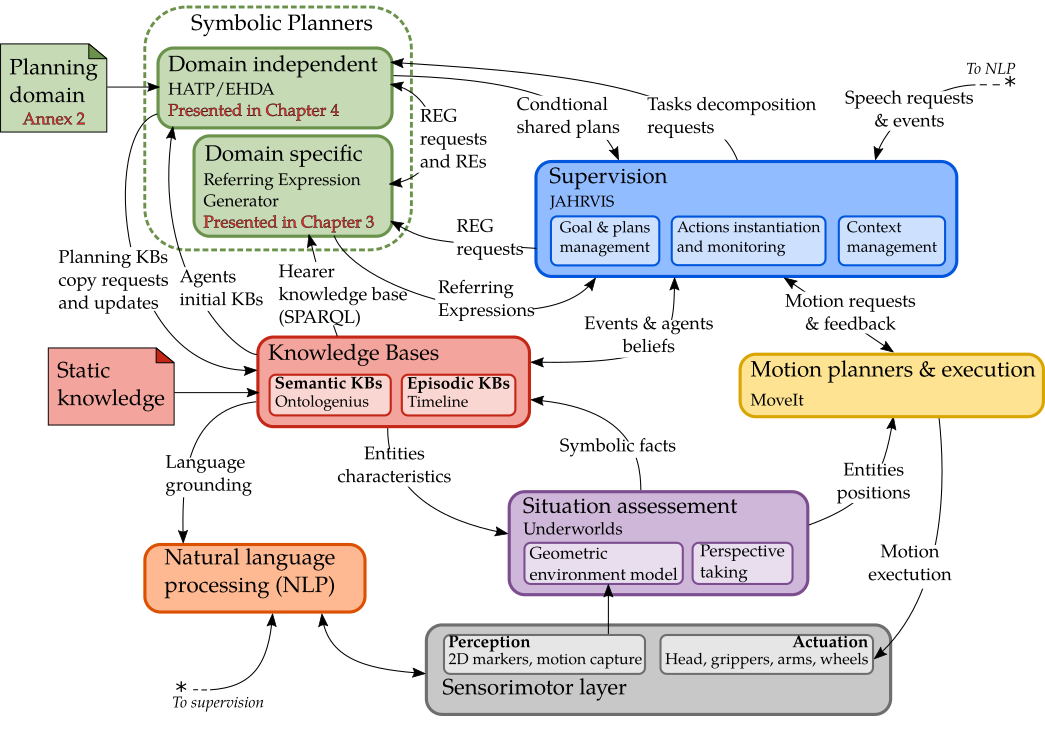 Symbolic Planners
Planning
domain
Annex 2
Domain independent
HATP/EHDA
Presented in Chapter 4
Domain specific
Referring Expression
Generator
Presented in Chapter 3
REG
requests
and REs
Condtional
shared plans
Tasks decomposition
requests
To NLP
*
Speech requests
& events
Supervision
JAHRVIS
Goal & plans
management
Actions instantiation
and monitoring
Context
management
REG
requests
Planning KBs
copy requests
and updates
Agents
initial KBs
Hearer
knowledge base
(SPARQL)
Referring
Expressions
Events & agents
beliefs
Motion requests
& feedback
Static
knowledge
Knowledge Bases
Semantic KBs
Ontologenius
Episodic KBs
Timeline
Motion planners & execution
MoveIt
Language
grounding
Entities
characteristics
Symbolic facts
Entities
positions
Situation assessement
Underworlds
Geometric
environment model
Perspective
taking
Motion
exectution
Natural language
processing (NLP)
Perception
2D markers, motion capture
Actuation
Head, grippers, arms, wheels
Sensorimotor layer
*
To supervision